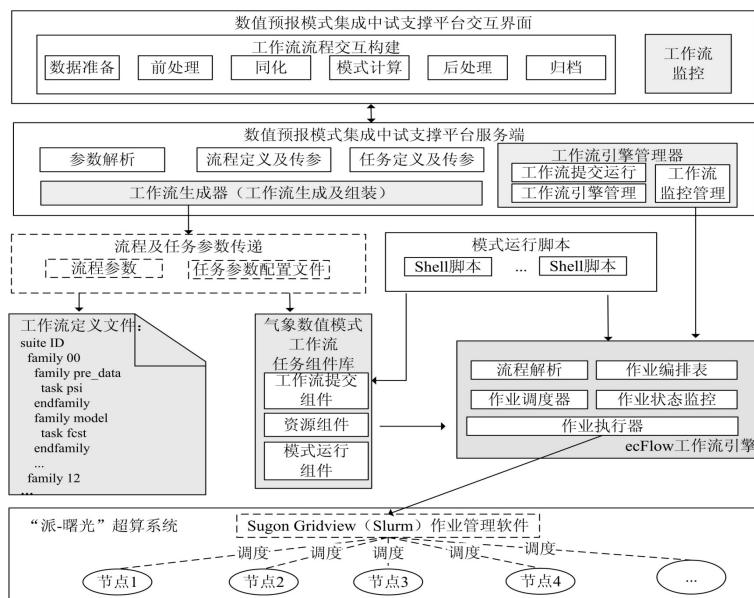 数值预报模式集成中试支撑平台交互界面
工作流流程交互构建
数据准备
前处理
同化
模式计算
后处理
归档
工作流
监控
数值预报模式集成中试支撑平台服务端
参数解析
流程定义及传参
任务定义及传参
工作流生成器（工作流生成及组装）
工作流引擎管理器
工作流提交运行
工作流引擎管理
工作流
监控管理
流程及任务参数传递
流程参数
任务参数配置文件
模式运行脚本
Shell脚本
...
Shell脚本
工作流定义文件：
suite ID
family 00
family pre_data
task psi
endfamily
family model
task fcst
endfamily
...
family 12
...
气象数值模式
工作流
任务组件库
工作流提交
组件
资源组件
模式运行
组件
流程解析
作业编排表
作业调度器
作业状态监控
作业执行器
ecFlow工作流引擎
“派-曙光”超算系统
Sugon Gridview（Slurm）作业管理软件
调度
调度
调度
调度
调度
节点1
节点2
节点3
节点4
...